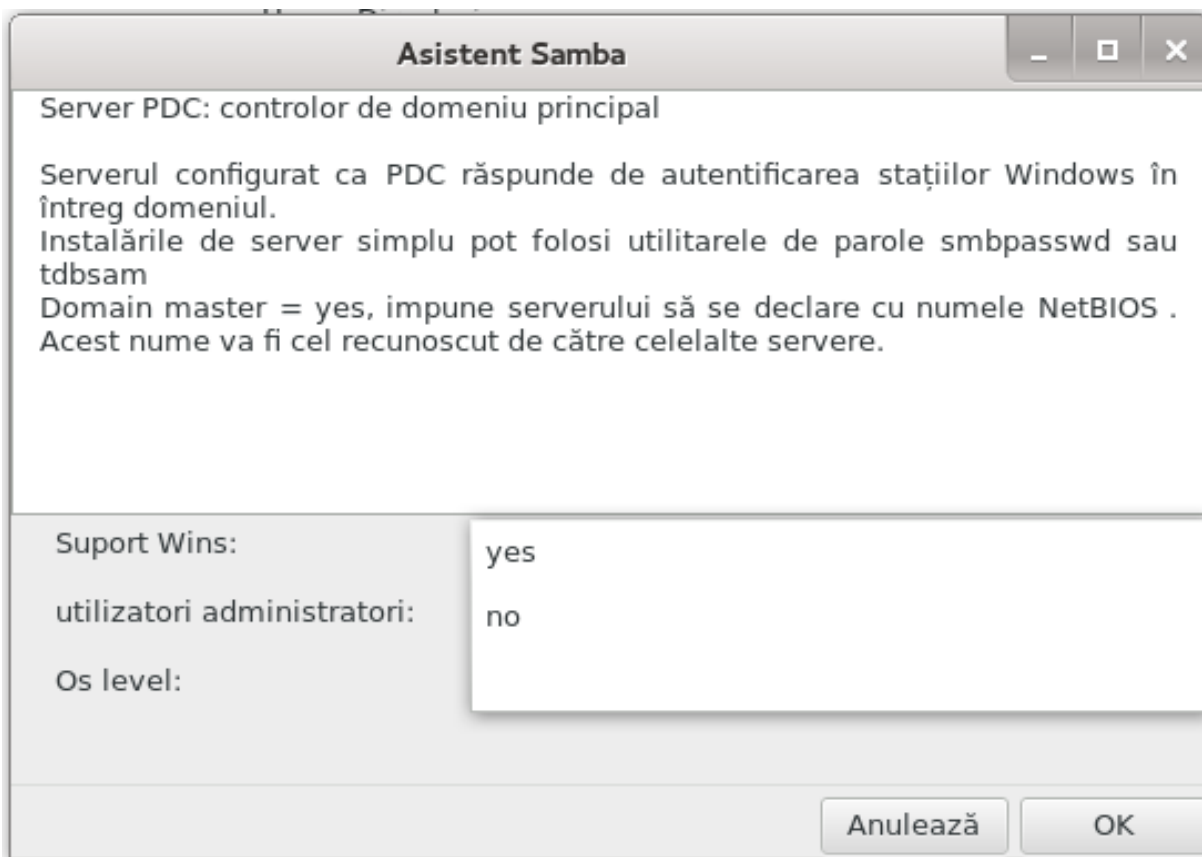 Asistent Samba
Server PDC: controlor de domeniu principal
Serverul configurat ca PDC răspunde de autentificarea stațiilor Windows în
întreg domeniul.
Instalările de server simplu pot folosi utilitarele de parole smbpasswd sau
tdbsam
Domain master = yes, impune serverului să se declare cu numele NetBIOS .
Acest nume va fi cel recunoscut de către celelalte servere.
Suport Wins:
yes
utilizatori administratori:
no
Os level:
Anulează
OK